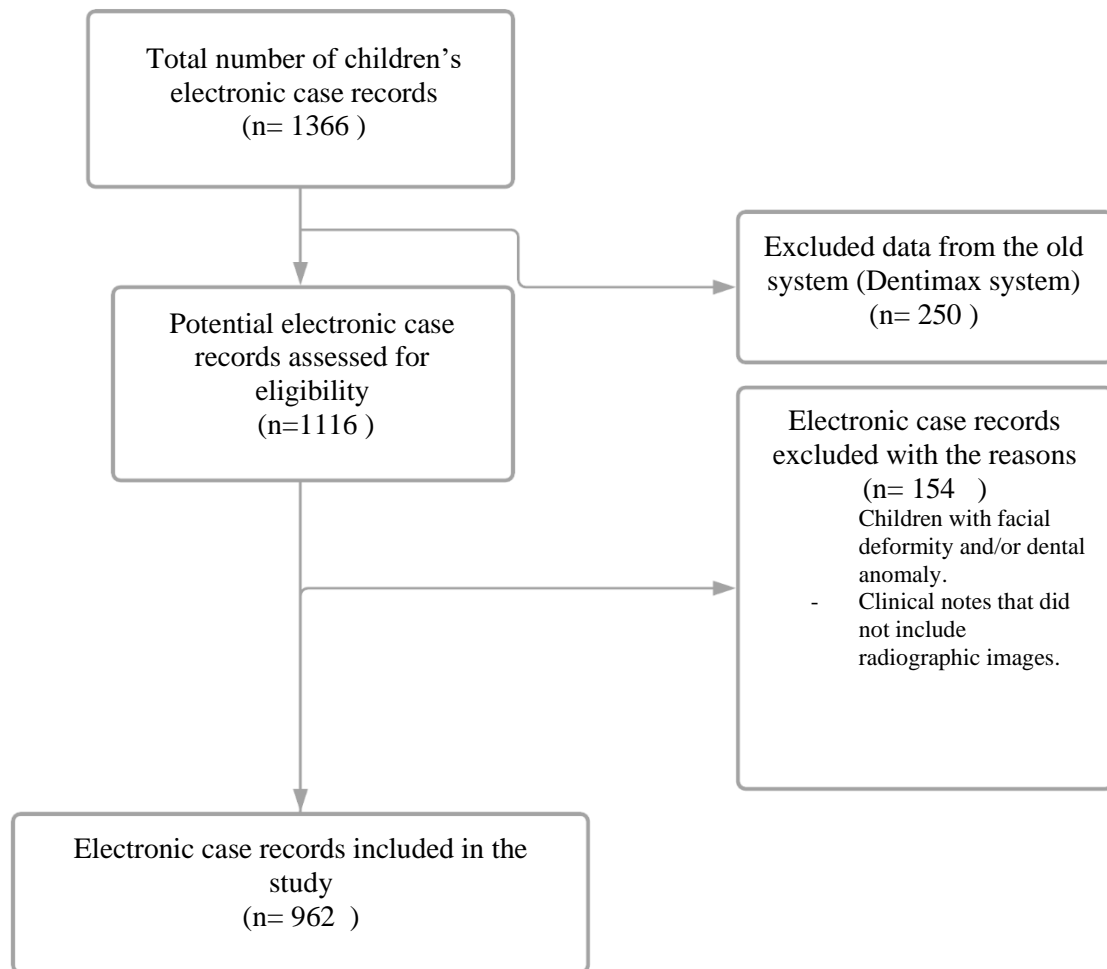 Total number of children’s
electronic case records
(n= 1366 )
Excluded data from the old
system (Dentimax system)
(n= 250 )
Potential electronic case
records assessed for
eligibility
(n=1116 )
Electronic case records
excluded with the reasons
(n= 154 )
Children with facial
deformity and/or dental
anomaly.
- Clinical notes that did
not include
radiographic images.
Electronic case records included in the
study
(n= 962 )